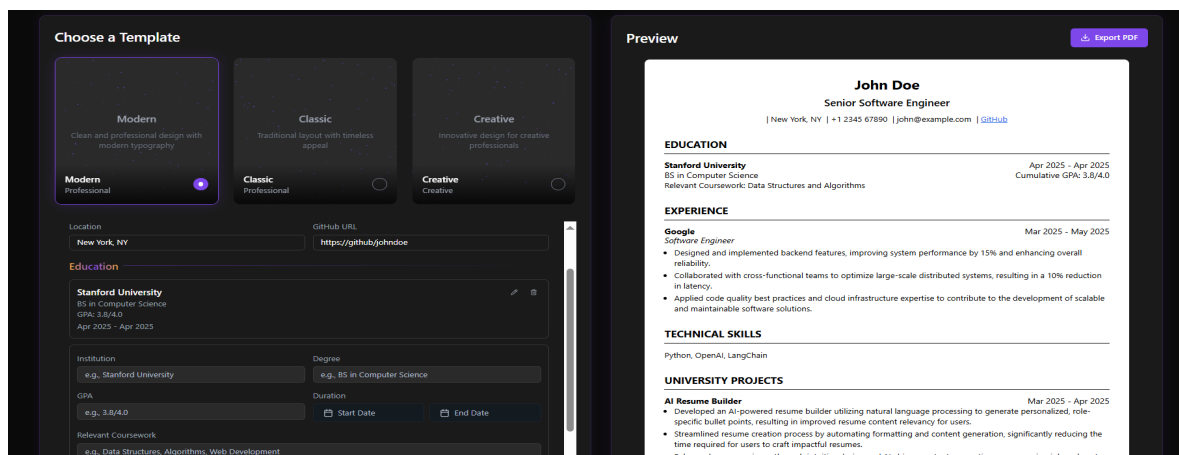 Choose a Template
Modern
Clean and professional design with
modern typography
Modern
Professional
Classic
Traditional layout with timeless
appeal
Classic
Professional
Creative
Innovative design for creative
professionals
Creative
Creative
Location
New York, NY
GitHub URL
https://github/johndoe
Education
Stanford University
BS in Computer Science
GPA: 3.8/4.0
Apr 2025 - Apr 2025
Institution
e.g., Stanford University
Degree
e.g., BS in Computer Science
GPA
e.g., 3.8/4.0
Duration
Start Date
End Date
Relevant Coursework
e.g., Data Structures, Algorithms, Web Development
Preview
Export PDF
John Doe
Senior Software Engineer
| New York, NY | +1 2345 67890 | john@example.com | GitHub
EDUCATION
Stanford University Apr 2025 - Apr 2025
BS in Computer Science Cumulative GPA: 3.8/4.0
Relevant Coursework: Data Structures and Algorithms
EXPERIENCE
Google Mar 2025 - May 2025
Software Engineer
• Designed and implemented backend features, improving system performance by 15% and enhancing overall
reliability.
• Collaborated with cross-functional teams to optimize large-scale distributed systems, resulting in a 10% reduction
in latency.
• Applied code quality best practices and cloud infrastructure expertise to contribute to the development of scalable
and maintainable software solutions.
TECHNICAL SKILLS
Python, OpenAI, LangChain
UNIVERSITY PROJECTS
AI Resume Builder Mar 2025 - Apr 2025
• Developed an AI-powered resume builder utilizing natural language processing to generate personalized, role-
specific bullet points, resulting in improved resume content relevancy for users.
• Streamlined resume creation process by automating formatting and content generation, significantly reducing the
time required for users to craft impactful resumes.